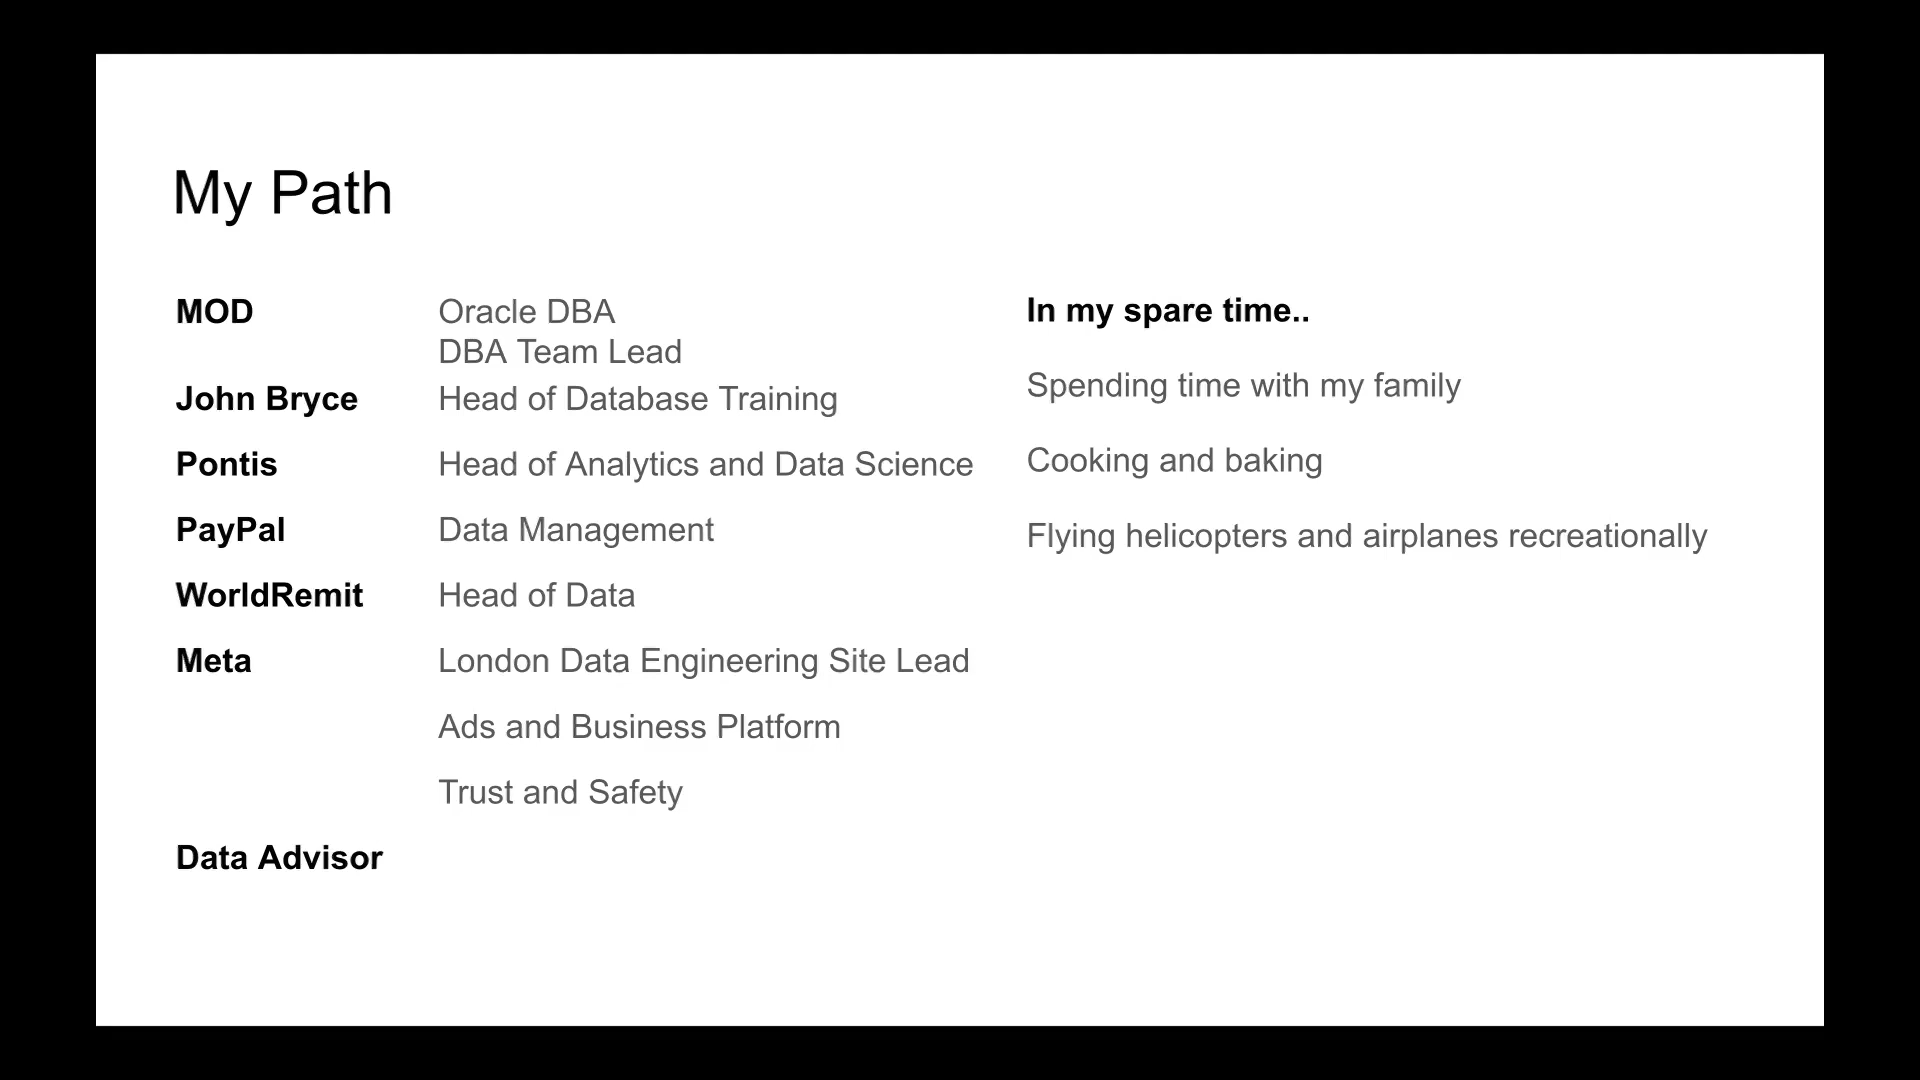 My Path
MOD Oracle DBA
DBA Team Lead
John Bryce Head of Database Training
Pontis Head of Analytics and Data Science
PayPal Data Management
WorldRemit Head of Data
Meta London Data Engineering Site Lead
Ads and Business Platform
Trust and Safety
Data Advisor
In my spare time..
Spending time with my family
Cooking and baking
Flying helicopters and airplanes recreationally